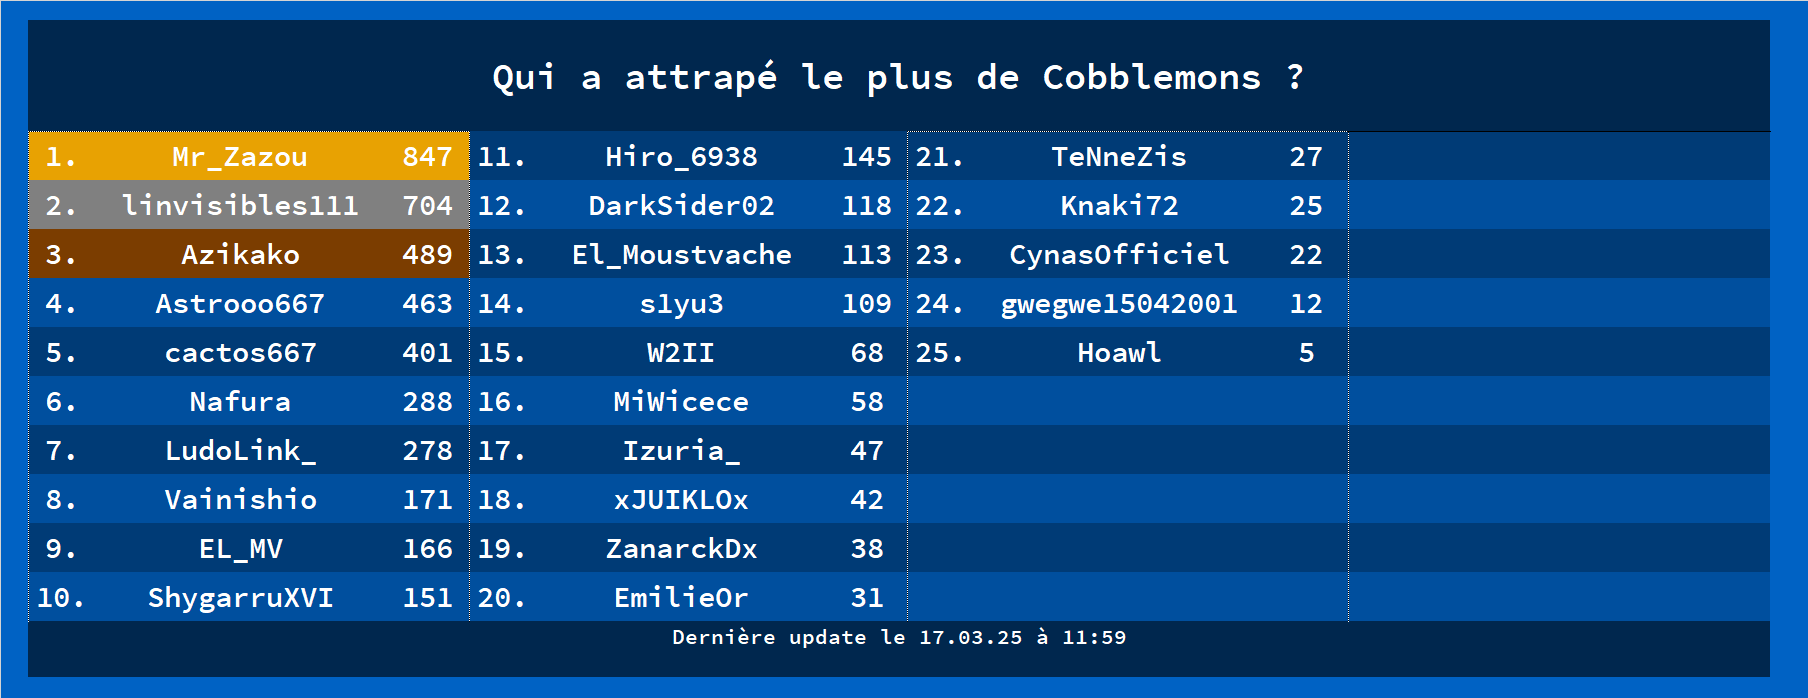 Qui a attrapé le plus de Cobblemons ?
1. Mr_Zazou 847
2. linvisibles111 704
3. Azikako 489
4. Astrooo667 463
5. cactos667 401
6. Nafura 288
7. LudoLink_ 278
8. Vainishio 171
9. EL_MV 166
10. ShygarruXVI 151
11. Hiro_6938 145
12. DarkSider02 118
13. El_Moustvache 113
14. s1yu3 109
15. W2II 68
16. MiWicece 58
17. Izuria_ 47
18. xJUIKLOx 42
19. ZanarckDx 38
20. EmilieOr 31
21. TeNneZis 27
22. Knaki72 25
23. CynasOfficiel 22
24. gwegwe15042001 12
25. Hoawl 5
Dernière update le 17.03.25 à 11:59